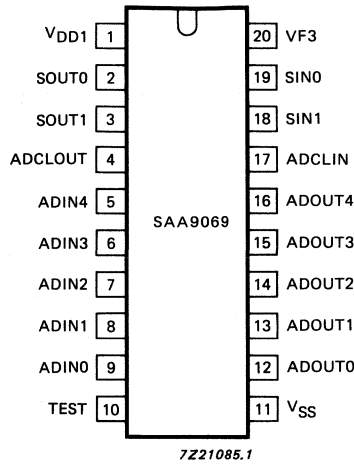 VDD1 1 20 VF3
SOUT0 2 19 SIN0
SOUT1 3 18 SIN1
ADCLOUT 4 17 ADCLIN
ADIN4 5 16 ADOUT4
SAA9069
ADIN3 6 15 ADOUT3
ADIN2 7 14 ADOUT2
ADIN1 8 13 ADOUT1
ADIN0 9 12 ADOUT0
TEST 10 11 VSS
7Z21085.1